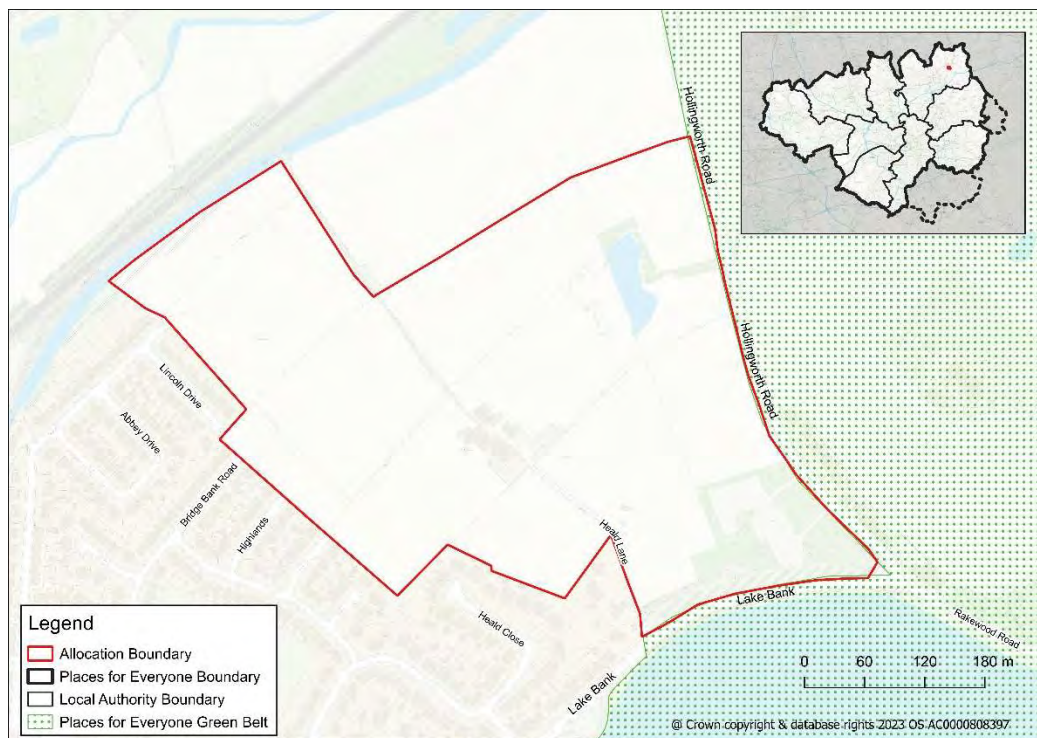 Hollingworth Road
Hollingworth Road
Lincoln Drive
Abbey Drive
Bridge Bank Road
Highlands
Heald Lane
Heald Close
Lake Bank
Lake Bank
Rakewood Road
Legend
Allocation Boundary
Places for Everyone Boundary
Local Authority Boundary
Places for Everyone Green Belt
0 60 120 180 m
@ Crown copyright & database rights 2023 OS AC0000808397